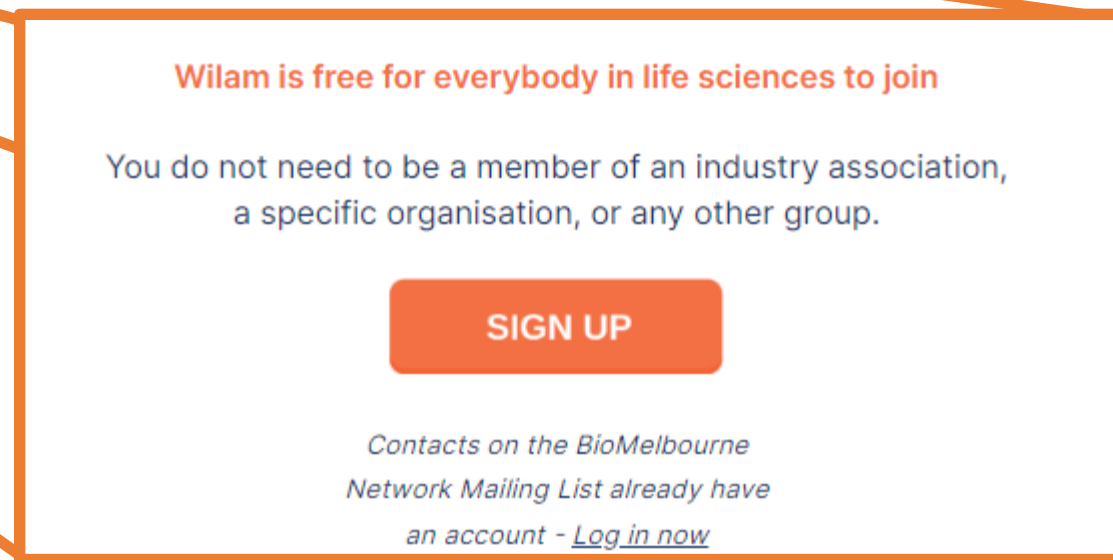 Wilam is free for everybody in life sciences to join
You do not need to be a member of an industry association,
a specific organisation, or any other group.
SIGN UP
Contacts on the BioMelbourne
Network Mailing List already have
an account - Log in now